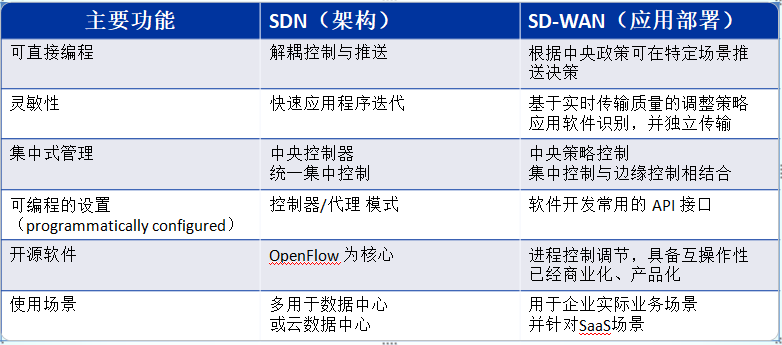 主要功能 SDN（架构） SD-WAN（应用部署）
可直接编程 解耦控制与推送 根据中央政策可在特定场景推
送决策
灵敏性 快速应用程序迭代 基于实时传输质量的调整策略
应用软件识别，并独立传输
集中式管理 中央控制器 中央策略控制
统一集中控制 集中控制与边缘控制相结合
可编程的设置 控制器/代理 模式 软件开发常用的 API 接口
（programmatically configured）
开源软件 OpenFlow 为核心 进程控制调节，具备互操作性
已经商业化、产品化
使用场景 多用于数据中心 用于企业实际业务场景
或云数据中心 并针对SaaS场景